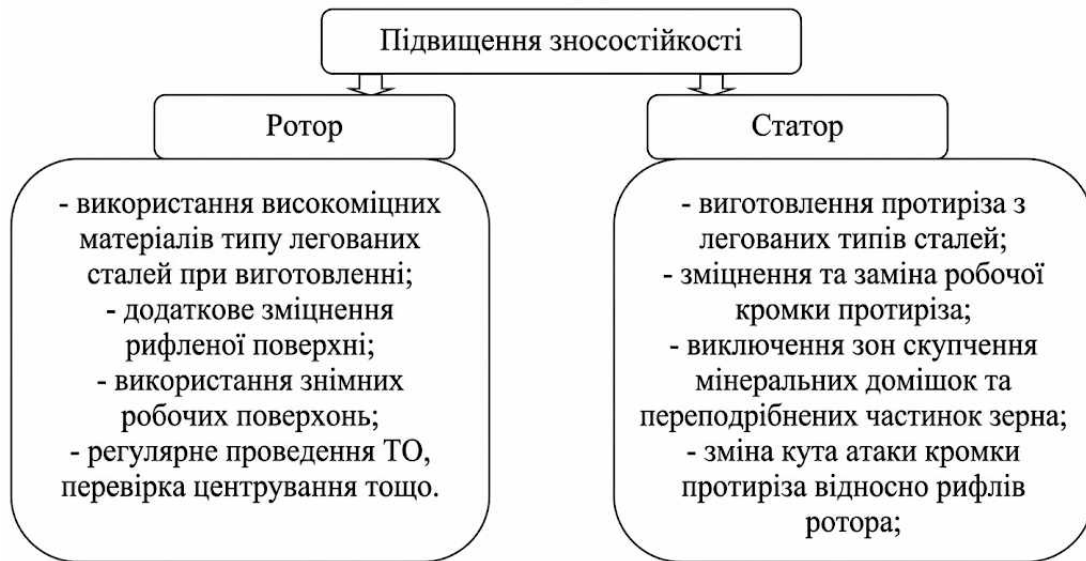 Підвищення зносостійкості
Ротор
- використання високоміцних
матеріалів типу легованих
сталей при виготовленні;
- додаткове зміцнення
рифленої поверхні;
- використання знімних
робочих поверхонь;
- регулярне проведення ТО,
перевірка центрування тощо.
Статор
- виготовлення протиріза з
легованих типів сталей;
- зміцнення та заміна робочої
кромки протиріза;
- виключення зон скупчення
мінеральних домішок та
переподрібнених частинок зерна;
- зміна кута атаки кромки
протиріза відносно рифлів
ротора;